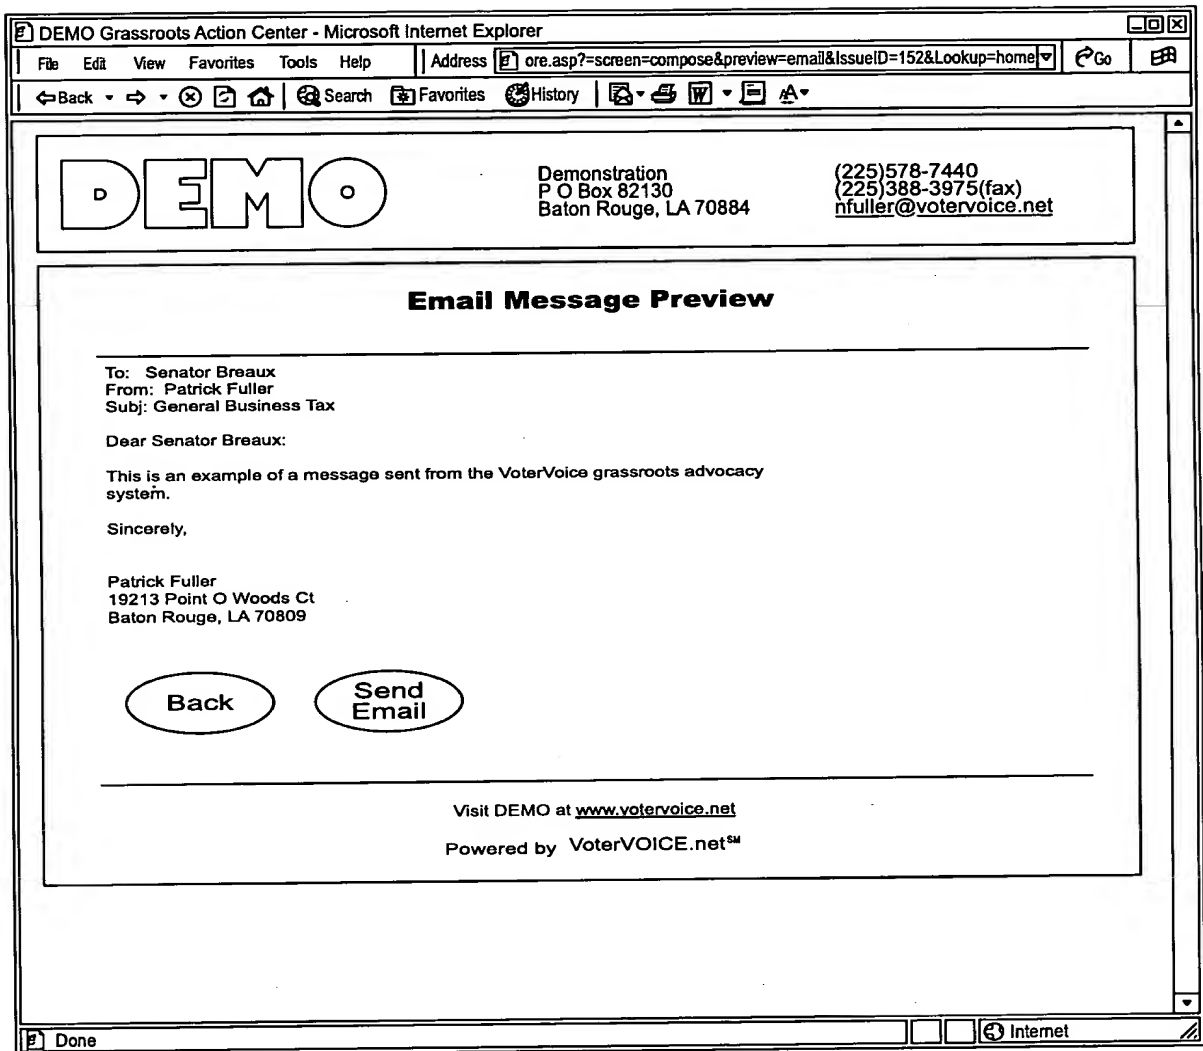 DEMO Grassroots Action Center - Microsoft Internet Explorer
File Edit View Favorites Tools Help Address ore.asp?=screen=compose&preview=email&IssueID=152&Lookup=home Go
Back Search Favorites History W A
DEMO
Demonstration
P O Box 82130
Baton Rouge, LA 70884
(225)578-7440
(225)388-3975(fax)
nfuller@votervoice.net
Email Message Preview
To: Senator Breaux
From: Patrick Fuller
Subj: General Business Tax
Dear Senator Breaux:
This is an example of a message sent from the VoterVoice grassroots advocacy
system.
Sincerely,
Patrick Fuller
19213 Point O Woods Ct
Baton Rouge, LA 70809
Back
Send
Email
Visit DEMO at www.votervoice.net
Powered by VoterVOICE.net℠
Done Internet